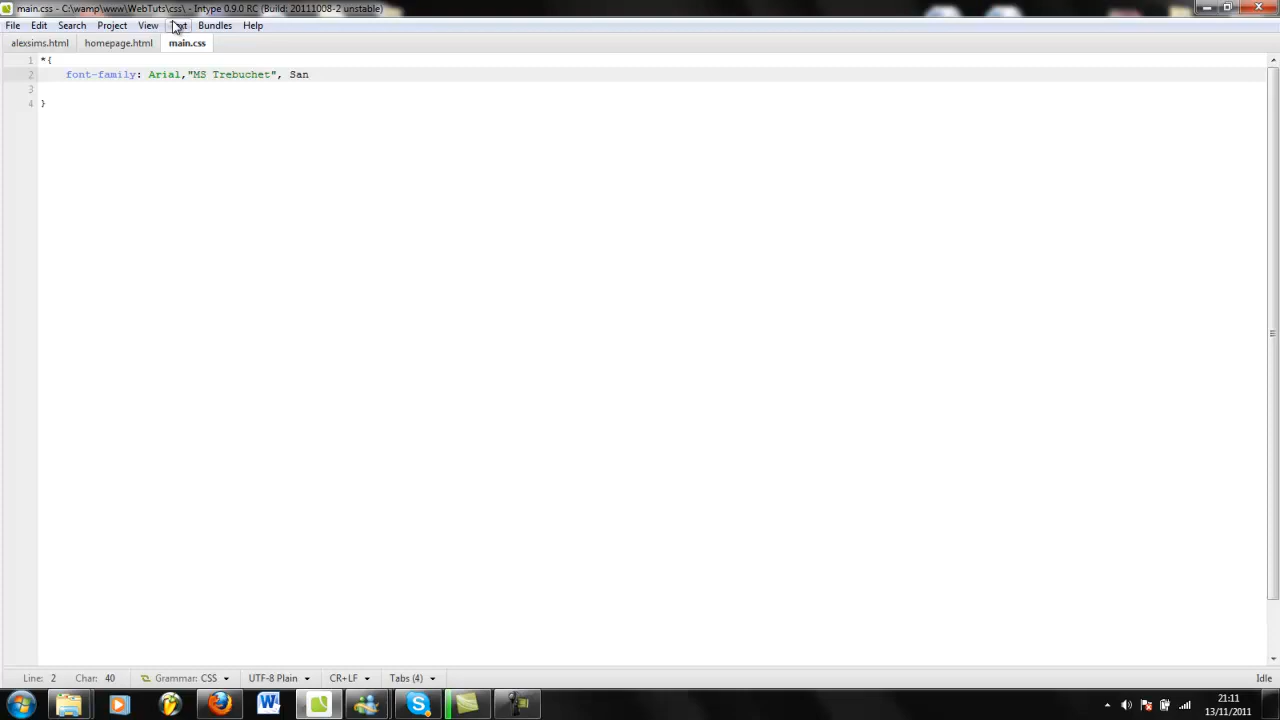 main.css - C:\wamp\www\WebTuts\css\ - Intype 0.9.0 RC (Build: 20111008-2 unstable)
File Edit Search Project View Bundles Help
alexsims.html homepage.html main.css
1 *{
2 font-family: Arial,"MS Trebuchet", San
3
4 }
Line: 2 Char: 40 Grammar: CSS UTF-8 Plain CR+LF Tabs (4) Idle
21:11
13/11/2011